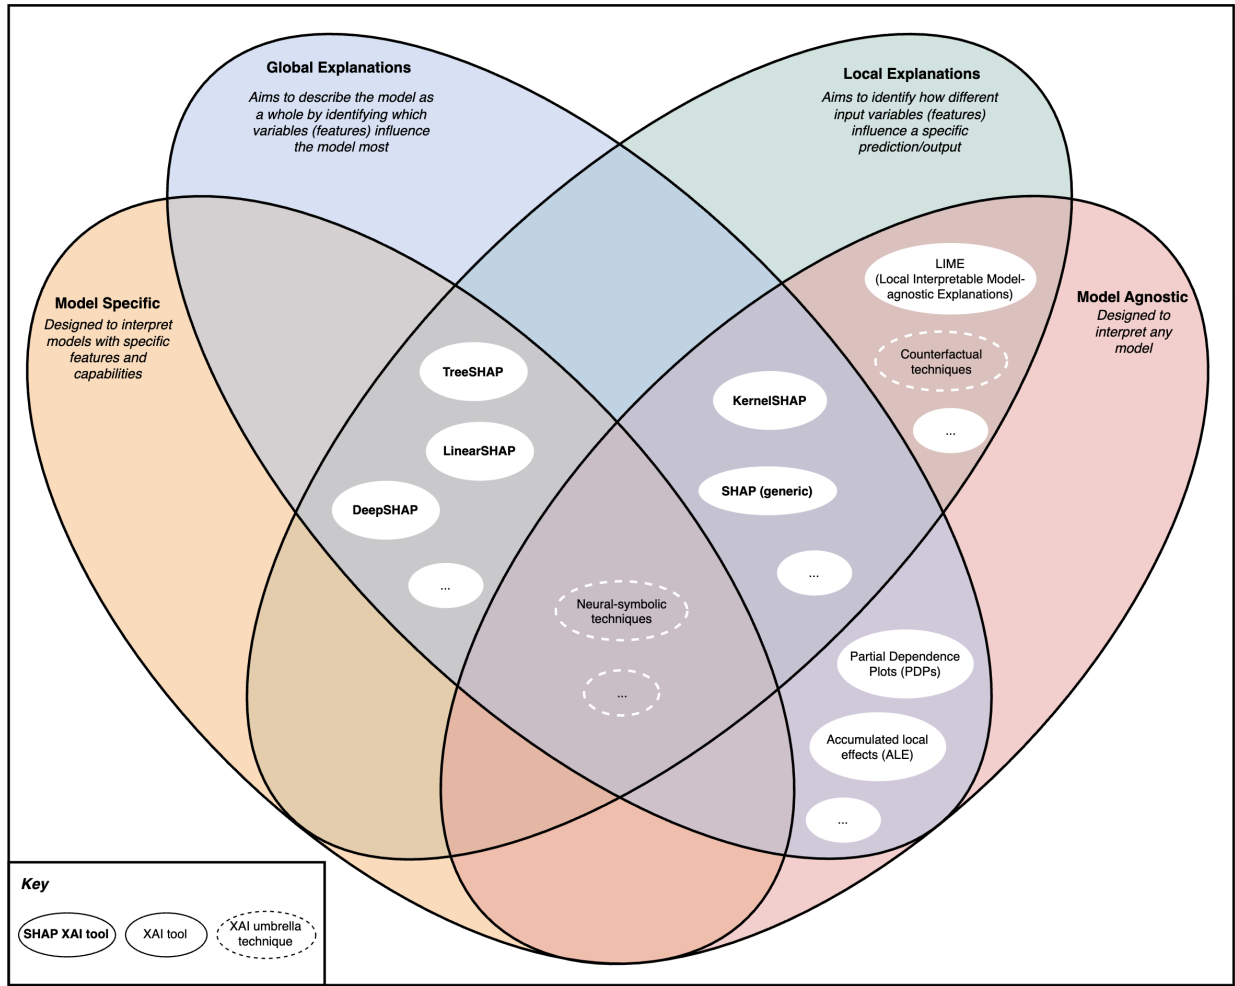 Global Explanations
Aims to describe the model as
a whole by identifying which
variables (features) influence
the model most
Local Explanations
Aims to identify how different
input variables (features)
influence a specific
prediction/output
Model Specific
Designed to interpret
models with specific
features and
capabilities
Model Agnostic
Designed to
interpret any
model
LIME
(Local Interpretable Model-
agnostic Explanations)
Counterfactual
techniques
...
TreeSHAP
LinearSHAP
DeepSHAP
...
KernelSHAP
SHAP (generic)
...
Neural-symbolic
techniques
...
Partial Dependence
Plots (PDPs)
Accumulated local
effects (ALE)
...
Key
SHAP XAI tool
XAI tool
XAI umbrella
technique